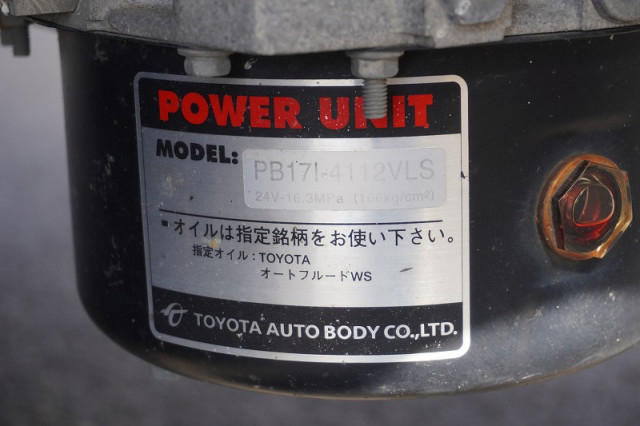 POWER UNIT
MODEL: PB17I-4112VLS
24V-16.3MPa (166kg/cm²)
・オイルは指定銘柄をお使い下さい。
指定オイル：TOYOTA
オートフルードWS
TOYOTA AUTO BODY CO.,LTD.